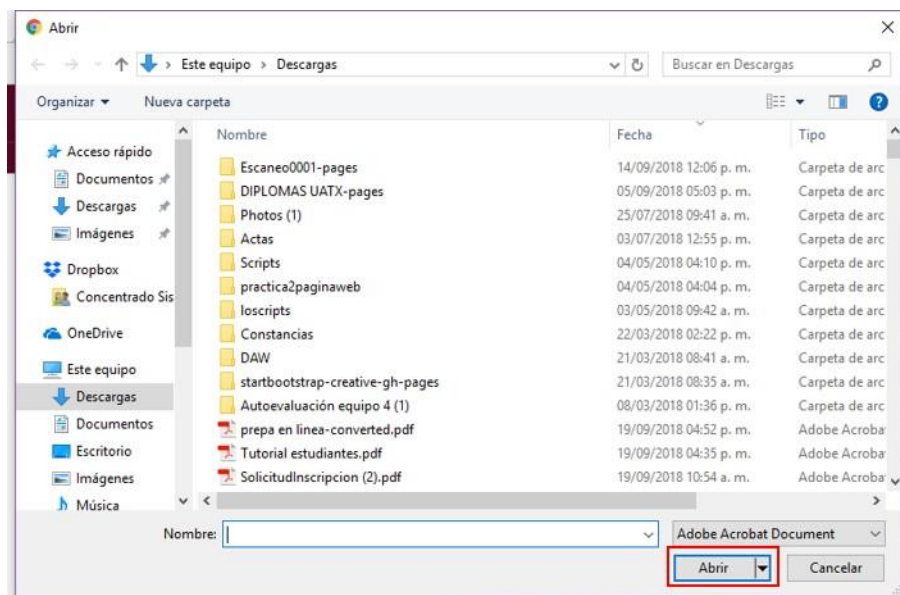 Abrir
Este equipo > Descargas
Buscar en Descargas
Organizar
Nueva carpeta
Acceso rápido
Documentos
Descargas
Imágenes
Dropbox
Concentrado Sis
OneDrive
Este equipo
Descargas
Documentos
Escritorio
Imágenes
Música
Nombre Fecha Tipo
Escaneo0001-pages 14/09/2018 12:06 p. m. Carpeta de arc
DIPLOMAS UATX-pages 05/09/2018 05:03 p. m. Carpeta de arc
Photos (1) 25/07/2018 09:41 a. m. Carpeta de arc
Actas 03/07/2018 12:55 p. m. Carpeta de arc
Scripts 04/05/2018 04:10 p. m. Carpeta de arc
practica2paginaweb 04/05/2018 04:04 p. m. Carpeta de arc
loscripts 03/05/2018 09:42 a. m. Carpeta de arc
Constancias 22/03/2018 02:22 p. m. Carpeta de arc
DAW 21/03/2018 08:41 a. m. Carpeta de arc
startbootstrap-creative-gh-pages 21/03/2018 08:35 a. m. Carpeta de arc
Autoevaluación equipo 4 (1) 08/03/2018 01:36 p. m. Carpeta de arc
prepa en linea-converted.pdf 19/09/2018 04:52 p. m. Adobe Acroba
Tutorial estudiantes.pdf 19/09/2018 04:35 p. m. Adobe Acroba
SolicitudInscripcion (2).pdf 19/09/2018 10:54 a. m. Adobe Acroba
Nombre:
Adobe Acrobat Document
Abrir
Cancelar